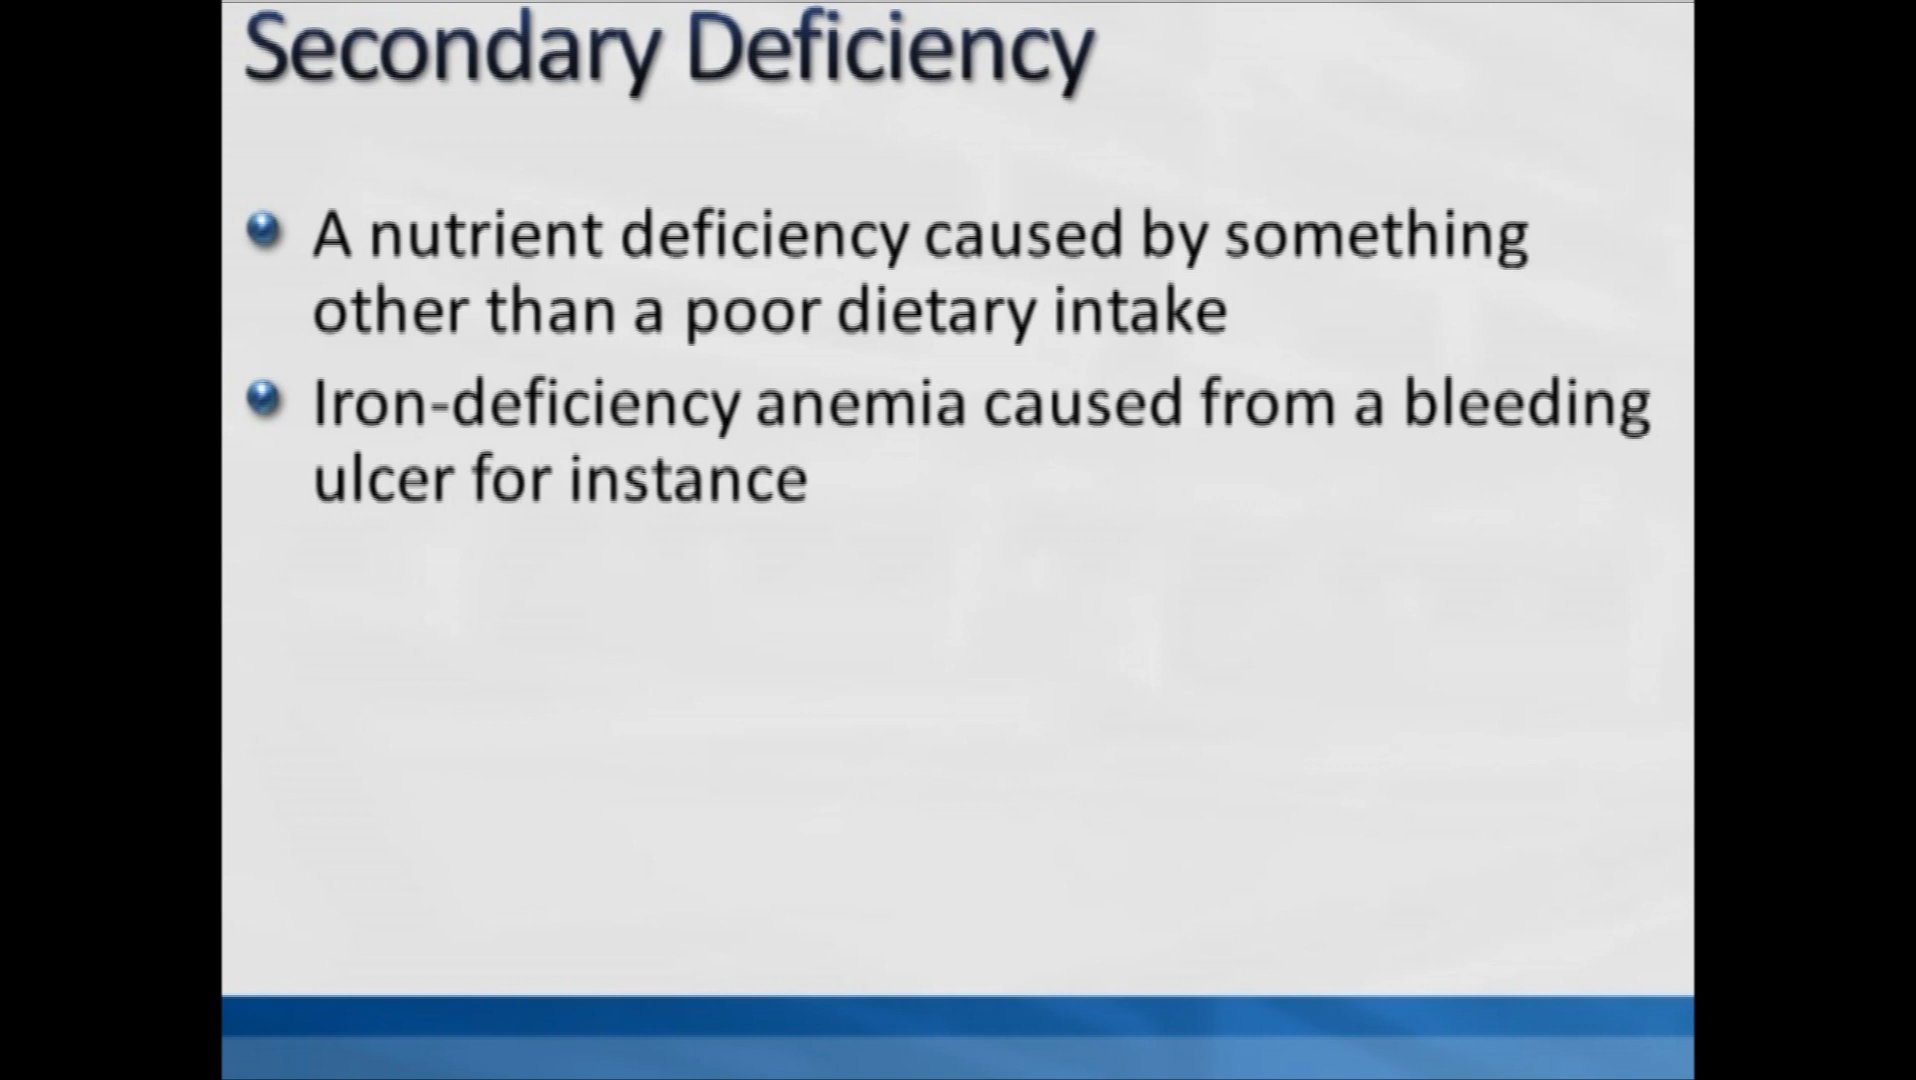 Secondary Deficiency
A nutrient deficiency caused by something
other than a poor dietary intake
Iron-deficiency anemia caused from a bleeding
ulcer for instance